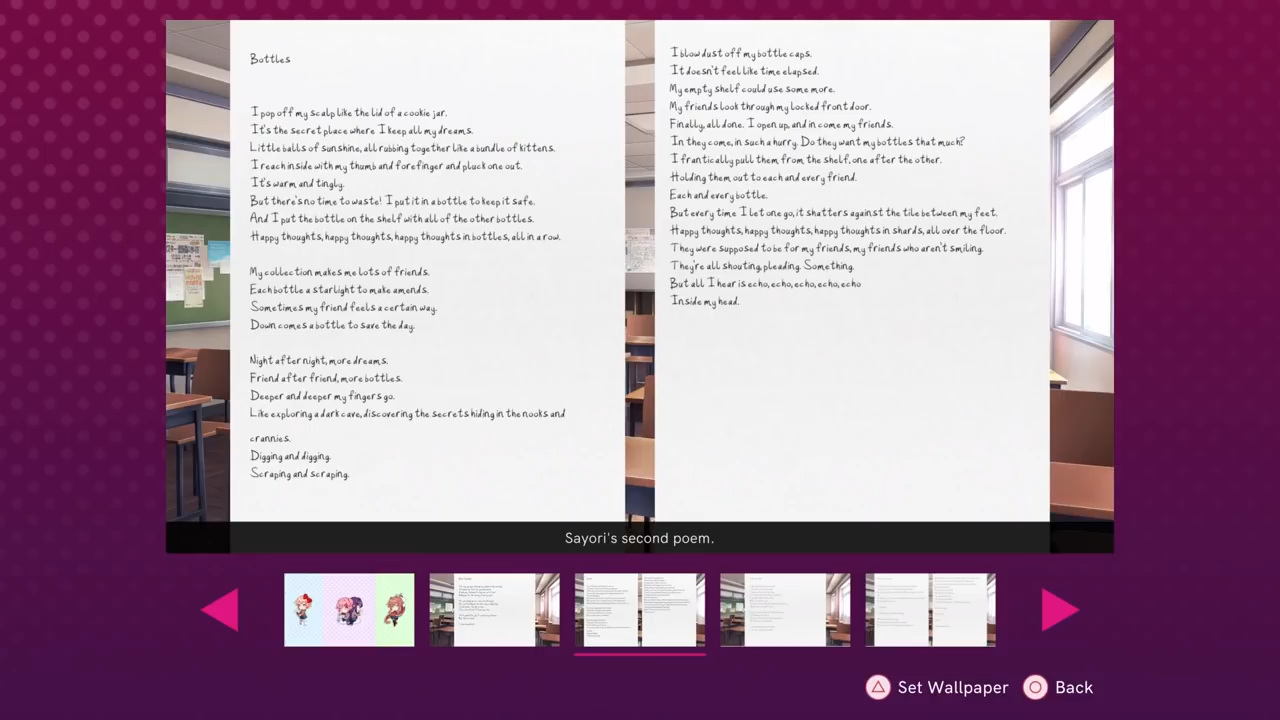 Bottles
I pop off my scalp like the lid of a cookie jar.
It's the secret place where I keep all my dreams.
Little balls of sunshine, all rubbing together like a bundle of kittens.
I reach inside with my thumb and forefinger and pluck one out.
It's warm and tingly.
But there's no time to waste! I put it in a bottle to keep it safe.
And I put the bottle on the shelf with all of the other bottles.
Happy thoughts, happy thoughts, happy thoughts in bottles, all in a row.
My collection makes me lots of friends.
Each bottle a starlight to make amends.
Sometimes my friend feels a certain way.
Down comes a bottle to save the day.
Night after night, more dreams.
Friend after friend, more bottles.
Deeper and deeper my fingers go.
Like exploring a dark cave, discovering the secrets hiding in the nooks and
crannies.
Digging and digging.
Scraping and scraping.
I blow dust off my bottle caps.
It doesn't feel like time elapsed.
My empty shelf could use some more.
My friends look through my locked front door.
Finally, all done. I open up, and in come my friends.
In they come, in such a hurry. Do they want my bottles that much?
I frantically pull them from the shelf, one after the other.
Holding them out to each and every friend.
Each and every bottle.
But every time I let one go, it shatters against the tile between my feet.
Happy thoughts, happy thoughts, happy thoughts in shards, all over the floor.
They were supposed to be for my friends, my friends who aren't smiling.
They're all shouting, pleading. Something.
But all I hear is echo, echo, echo, echo, echo
Inside my head.
Sayori's second poem.
Set Wallpaper
Back